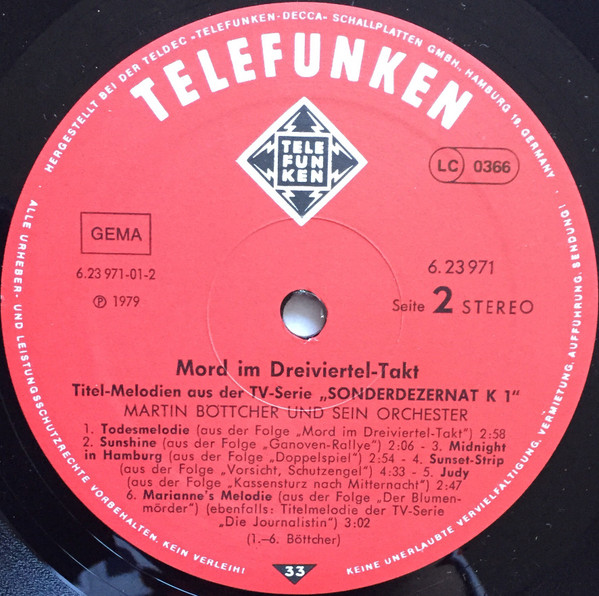 HERGESTELLT BEI DER TELDEC „TELEFUNKEN-DECCA“ SCHALLPLATTEN GMBH., HAMBURG 19, GERMANY
TELEFUNKEN
TELE
FUN
KEN
LC 0366
GEMA
6.23 971-01-2
Ⓟ 1979
6.23 971
Seite 2 STEREO
Mord im Dreiviertel-Takt
Titel-Melodien aus der TV-Serie „SONDERDEZERNAT K 1“
MARTIN BÖTTCHER UND SEIN ORCHESTER
1. Todesmelodie (aus der Folge „Mord im Dreiviertel-Takt“) 2:58
2. Sunshine (aus der Folge „Ganoven-Rallye“) 2:06 - 3. Midnight
in Hamburg (aus der Folge „Doppelspiel“) 2:54 - 4. Sunset-Strip
(aus der Folge „Vorsicht, Schutzengel“) 4:33 - 5. Judy
(aus der Folge „Kassensturz nach Mitternacht“) 2:47
6. Marianne's Melodie (aus der Folge „Der Blumen-
mörder“) (ebenfalls: Titelmelodie der TV-Serie
„Die Journalistin“) 3:02
(1.–6. Böttcher)
33
ALLE URHEBER- UND LEISTUNGSSCHUTZRECHTE VORBEHALTEN. KEIN VERLEIH!
KEINE UNERLAUBTE VERVIELFÄLTIGUNG, VERMIETUNG, AUFFÜHRUNG, SENDUNG!